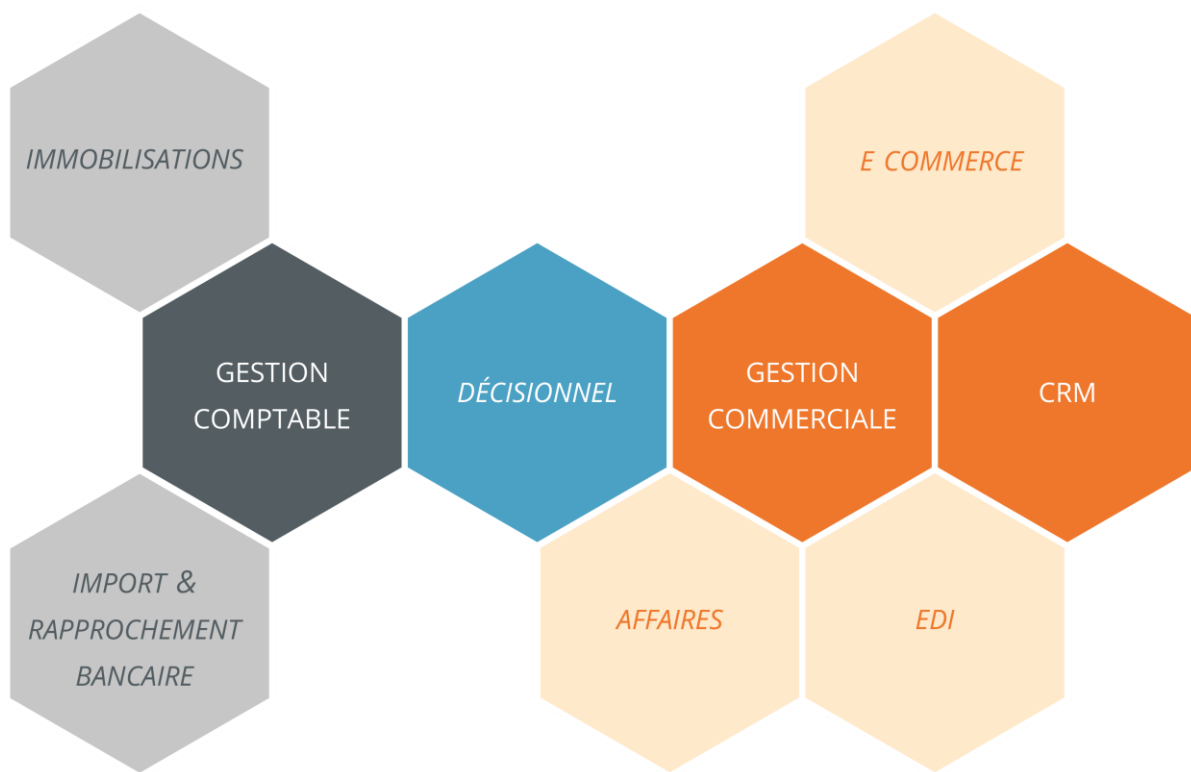 IMMOBILISATIONS
E COMMERCE
GESTION
COMPTABLE
DÉCISIONNEL
GESTION
COMMERCIALE
CRM
IMPORT &
RAPPROCHEMENT
BANCAIRE
AFFAIRES
EDI